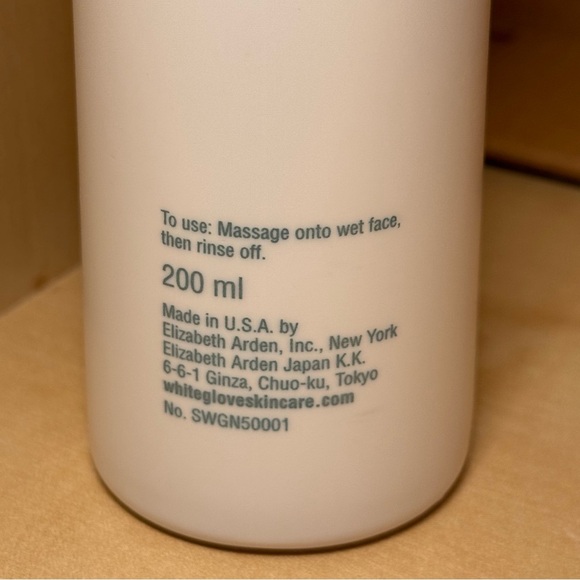 To use: Massage onto wet face,
then rinse off.
200 ml
Made in U.S.A. by
Elizabeth Arden, Inc., New York
Elizabeth Arden Japan K.K.
6-6-1 Ginza, Chuo-ku, Tokyo
whitegloveskincare.com
No. SWGN50001